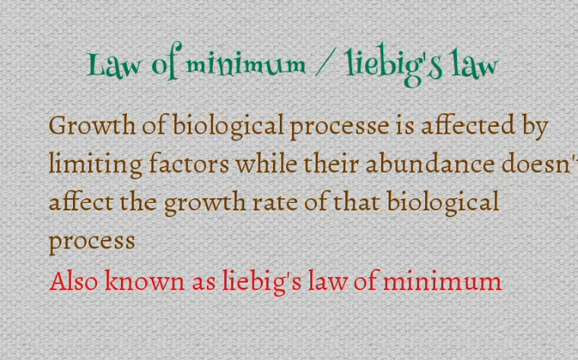 Law of minimum / liebig's law
Growth of biological processe is affected by
limiting factors while their abundance doesn't
affect the growth rate of that biological
process
Also known as liebig's law of minimum